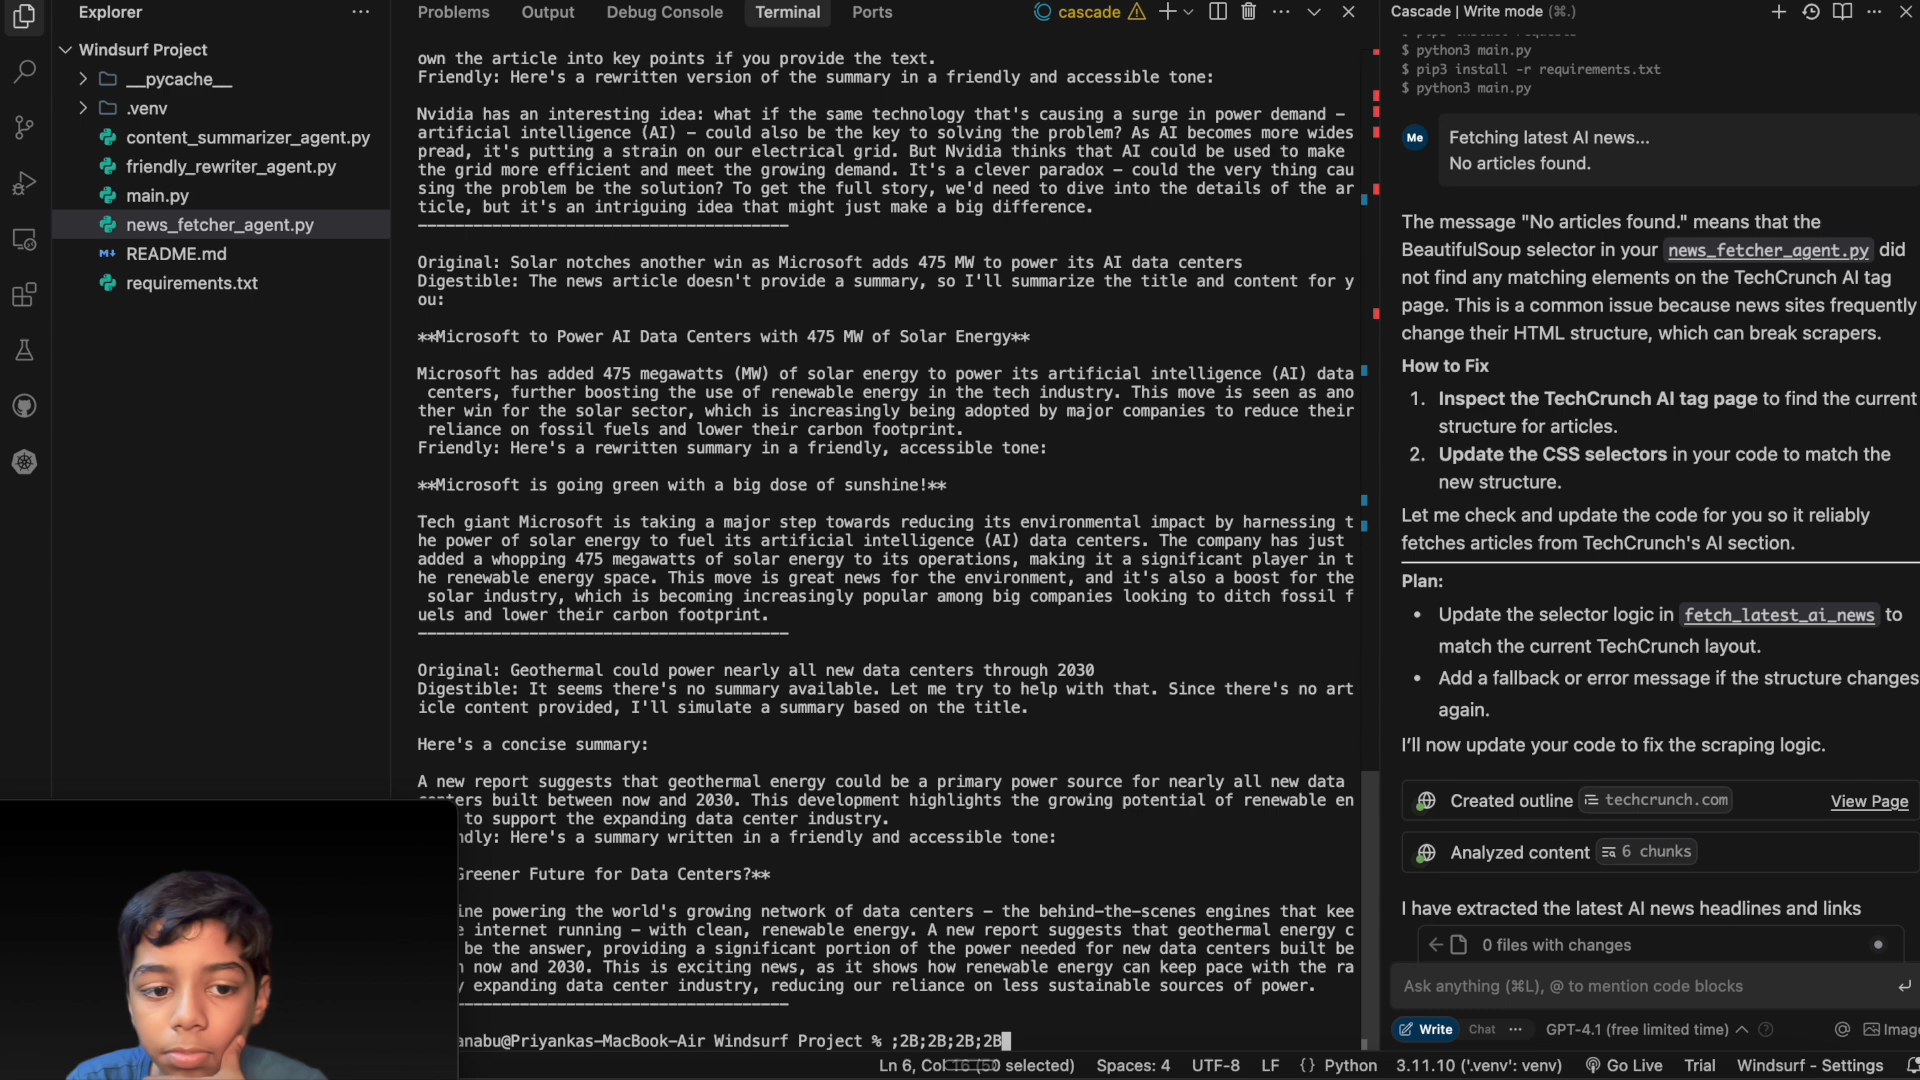 Explorer
Windsurf Project
__pycache__
.venv
content_summarizer_agent.py
friendly_rewriter_agent.py
main.py
news_fetcher_agent.py
README.md
requirements.txt
Problems Output Debug Console Terminal Ports
cascade
own the article into key points if you provide the text.
Friendly: Here's a rewritten version of the summary in a friendly and accessible tone:
Nvidia has an interesting idea: what if the same technology that's causing a surge in power demand –
artificial intelligence (AI) – could also be the key to solving the problem? As AI becomes more wides
pread, it's putting a strain on our electrical grid. But Nvidia thinks that AI could be used to make
the grid more efficient and meet the growing demand. It's a clever paradox – could the very thing cau
sing the problem be the solution? To get the full story, we'd need to dive into the details of the ar
ticle, but it's an intriguing idea that might just make a big difference.
----------------------------------------
Original: Solar notches another win as Microsoft adds 475 MW to power its AI data centers
Digestible: The news article doesn't provide a summary, so I'll summarize the title and content for y
ou:
**Microsoft to Power AI Data Centers with 475 MW of Solar Energy**
Microsoft has added 475 megawatts (MW) of solar energy to power its artificial intelligence (AI) data
centers, further boosting the use of renewable energy in the tech industry. This move is seen as ano
ther win for the solar sector, which is increasingly being adopted by major companies to reduce their
reliance on fossil fuels and lower their carbon footprint.
Friendly: Here's a rewritten summary in a friendly, accessible tone:
**Microsoft is going green with a big dose of sunshine!**
Tech giant Microsoft is taking a major step towards reducing its environmental impact by harnessing t
he power of solar energy to fuel its artificial intelligence (AI) data centers. The company has just
added a whopping 475 megawatts of solar energy to its operations, making it a significant player in t
he renewable energy space. This move is great news for the environment, and it's also a boost for the
solar industry, which is becoming increasingly popular among big companies looking to ditch fossil f
uels and lower their carbon footprint.
----------------------------------------
Original: Geothermal could power nearly all new data centers through 2030
Digestible: It seems there's no summary available. Let me try to help with that. Since there's no art
icle content provided, I'll simulate a summary based on the title.
Here's a concise summary:
A new report suggests that geothermal energy could be a primary power source for nearly all new data
ters built between now and 2030. This development highlights the growing potential of renewable en
to support the expanding data center industry.
ndly: Here's a summary written in a friendly and accessible tone:
Greener Future for Data Centers?**
ine powering the world's growing network of data centers – the behind-the-scenes engines that kee
internet running – with clean, renewable energy. A new report suggests that geothermal energy c
be the answer, providing a significant portion of the power needed for new data centers built be
now and 2030. This is exciting news, as it shows how renewable energy can keep pace with the ra
y expanding data center industry, reducing our reliance on less sustainable sources of power.
----------------------------------------
anabu@Priyankas-MacBook-Air Windsurf Project % ;2B;2B;2B;2B
Cascade | Write mode (⌘.)
$ python3 main.py
$ pip3 install -r requirements.txt
$ python3 main.py
Me
Fetching latest AI news...
No articles found.
The message "No articles found." means that the
BeautifulSoup selector in your news_fetcher_agent.py did
not find any matching elements on the TechCrunch AI tag
page. This is a common issue because news sites frequently
change their HTML structure, which can break scrapers.
How to Fix
1. Inspect the TechCrunch AI tag page to find the current
structure for articles.
2. Update the CSS selectors in your code to match the
new structure.
Let me check and update the code for you so it reliably
fetches articles from TechCrunch's AI section.
Plan:
• Update the selector logic in fetch_latest_ai_news to
match the current TechCrunch layout.
• Add a fallback or error message if the structure changes
again.
I'll now update your code to fix the scraping logic.
Created outline techcrunch.com View Page
Analyzed content 6 chunks
I have extracted the latest AI news headlines and links
0 files with changes
Ask anything (⌘L), @ to mention code blocks
Write Chat GPT-4.1 (free limited time)
Ln 6, Col selected) Spaces: 4 UTF-8 LF {} Python 3.11.10 ('.venv': venv) Go Live Trial Windsurf - Settings